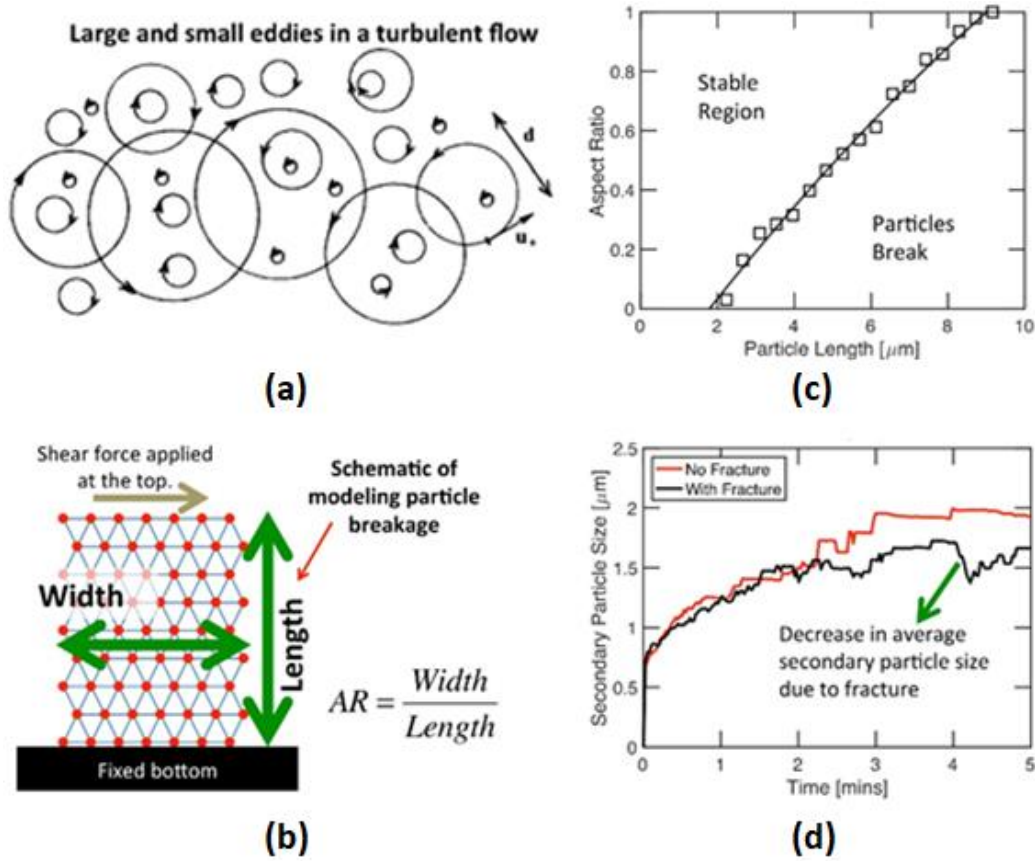 Large and small eddies in a turbulent flow
d
u*
(a)
Shear force applied
at the top.
Schematic of
modeling particle
breakage
Width
Length
AR = Width / Length
Fixed bottom
(b)
Aspect Ratio
1
0.8
0.6
0.4
0.2
0
Stable
Region
Particles
Break
0 2 4 6 8 10
Particle Length [μm]
(c)
Secondary Particle Size [μm]
2.5
2
1.5
1
0.5
0
No Fracture
With Fracture
Decrease in average
secondary particle size
due to fracture
0 1 2 3 4 5
Time [mins]
(d)